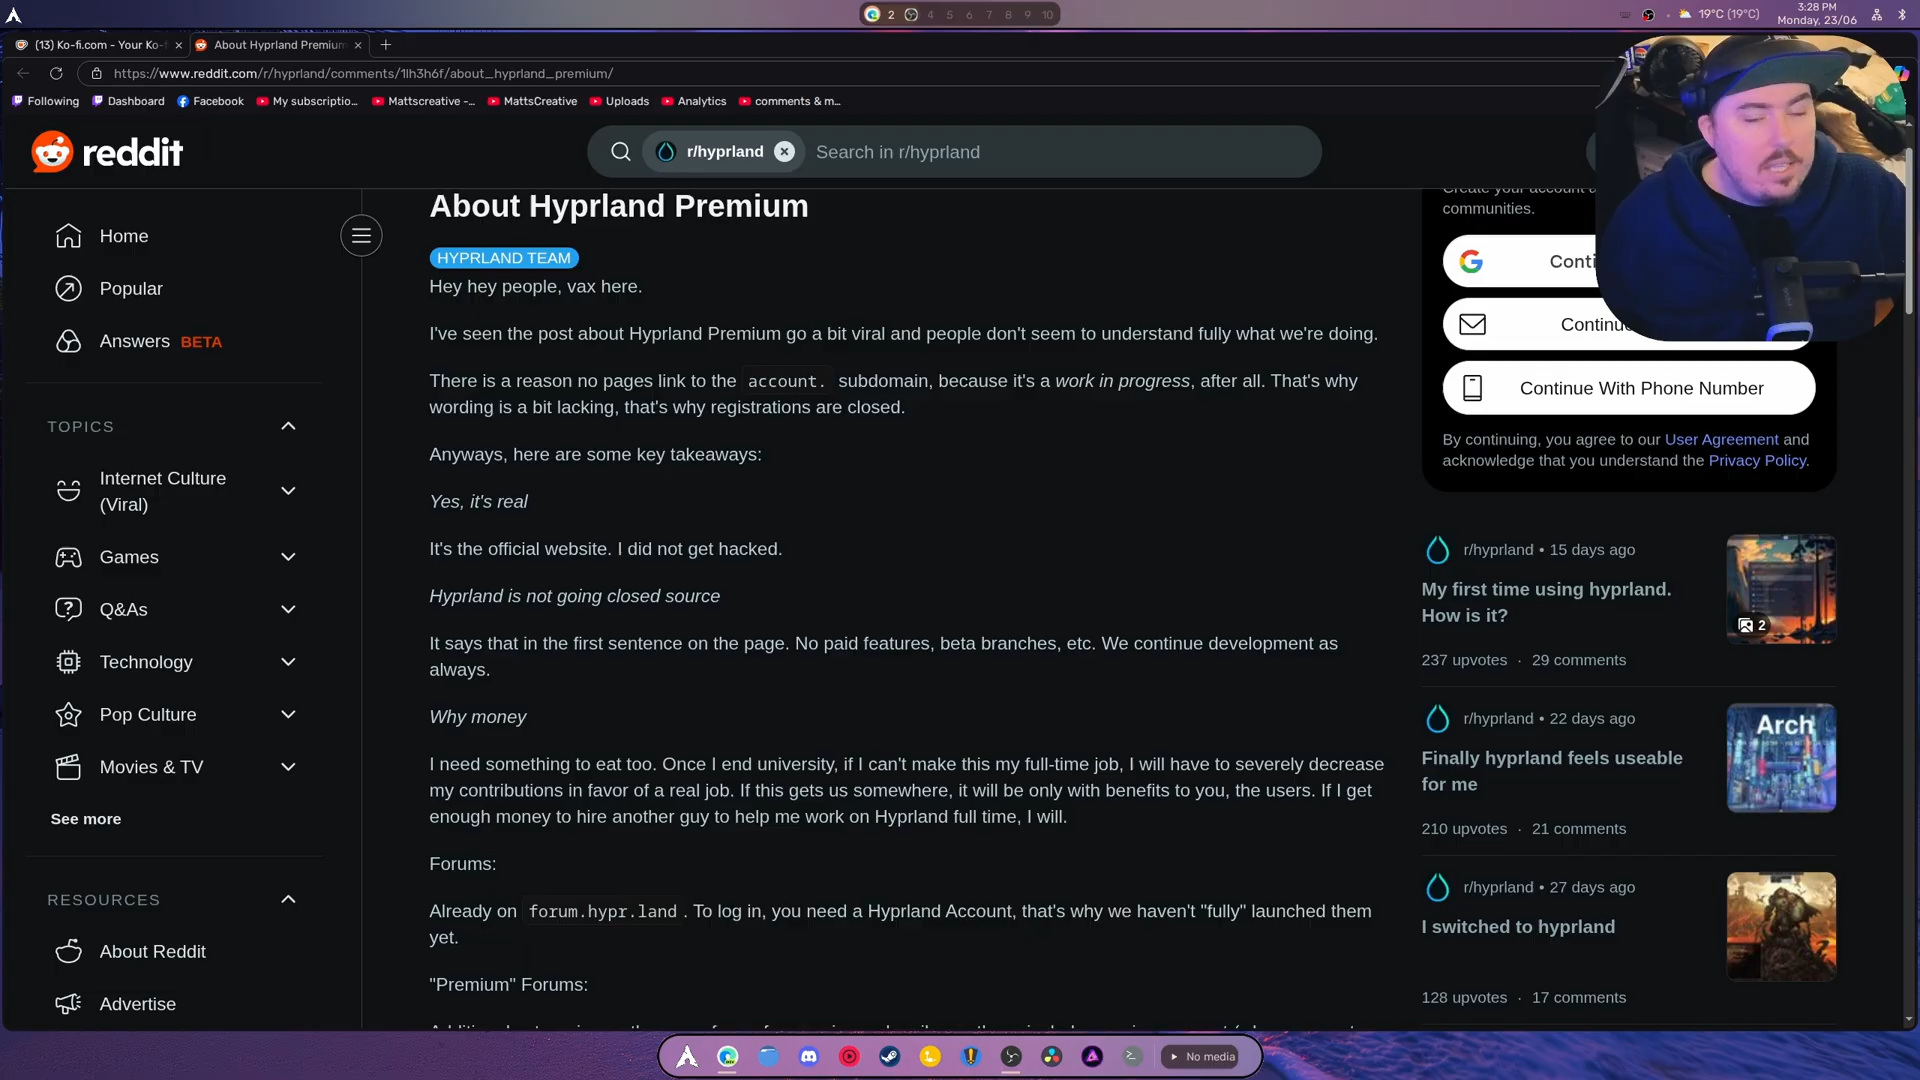 2 4 5 6 7 8 9 10
3:28 PM
Monday, 23/06
19°C (19°C)
(13) Ko-fi.com - Your Ko-
About Hyprland Premium
https://www.reddit.com/r/hyprland/comments/1lh3h6f/about_hyprland_premium/
Following
Dashboard
Facebook
My subscriptio...
Mattscreative -...
MattsCreative
Uploads
Analytics
comments & m...
reddit
r/hyprland
Search in r/hyprland
Home
Popular
Answers BETA
TOPICS
Internet Culture
(Viral)
Games
Q&As
Technology
Pop Culture
Movies & TV
See more
RESOURCES
About Reddit
Advertise
About Hyprland Premium
HYPRLAND TEAM
Hey hey people, vax here.
I've seen the post about Hyprland Premium go a bit viral and people don't seem to understand fully what we're doing.
There is a reason no pages link to the account. subdomain, because it's a work in progress, after all. That's why
wording is a bit lacking, that's why registrations are closed.
Anyways, here are some key takeaways:
Yes, it's real
It's the official website. I did not get hacked.
Hyprland is not going closed source
It says that in the first sentence on the page. No paid features, beta branches, etc. We continue development as
always.
Why money
I need something to eat too. Once I end university, if I can't make this my full-time job, I will have to severely decrease
my contributions in favor of a real job. If this gets us somewhere, it will be only with benefits to you, the users. If I get
enough money to hire another guy to help me work on Hyprland full time, I will.
Forums:
Already on forum.hypr.land. To log in, you need a Hyprland Account, that's why we haven't "fully" launched them
yet.
"Premium" Forums:
communities.
Conti
Continu
Continue With Phone Number
By continuing, you agree to our User Agreement and
acknowledge that you understand the Privacy Policy.
r/hyprland • 15 days ago
My first time using hyprland.
How is it?
2
237 upvotes · 29 comments
r/hyprland • 22 days ago
Finally hyprland feels useable
for me
Arch
210 upvotes · 21 comments
r/hyprland • 27 days ago
I switched to hyprland
128 upvotes · 17 comments
No media